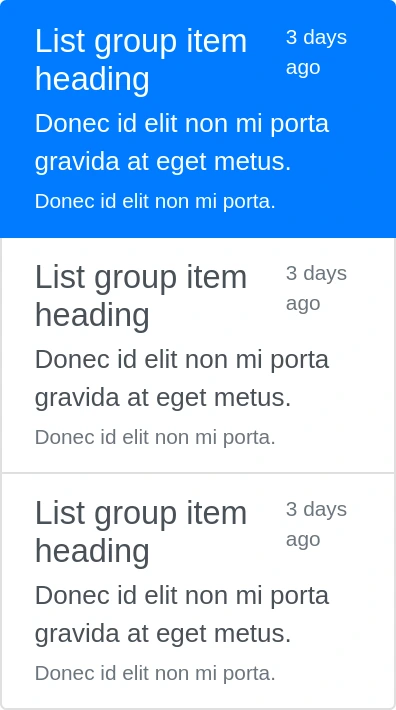 List group item 3 days
heading ago
Donec id elit non mi porta
gravida at eget metus.
Donec id elit non mi porta.
List group item 3 days
heading ago
Donec id elit non mi porta
gravida at eget metus.
Donec id elit non mi porta.
List group item 3 days
heading ago
Donec id elit non mi porta
gravida at eget metus.
Donec id elit non mi porta.